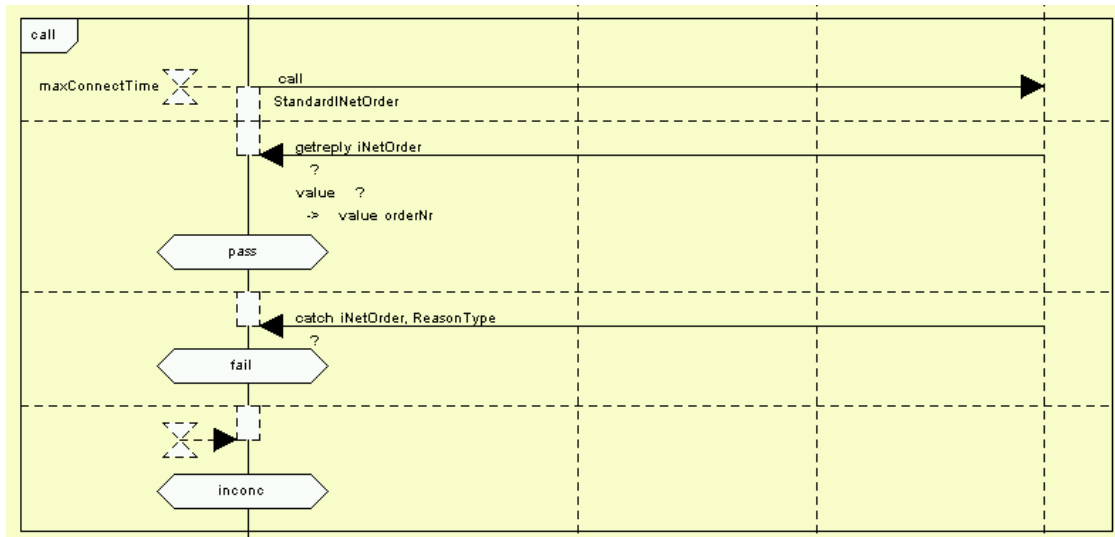 call
maxConnectTime
call
StandardINetOrder
getreply iNetOrder
?
value ?
-> value orderNr
pass
catch iNetOrder, ReasonType
?
fail
inconc